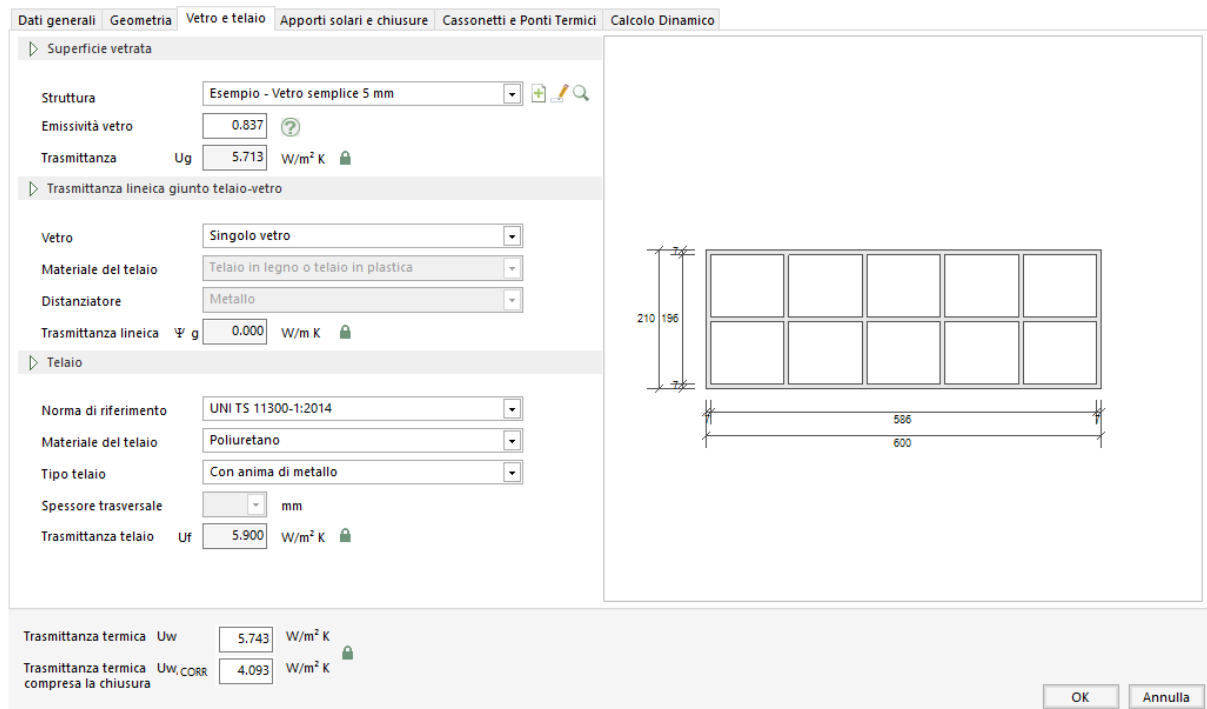 Dati generali Geometria Vetro e telaio Apporti solari e chiusure Cassonetti e Ponti Termici Calcolo Dinamico
Superficie vetrata
Struttura Esempio - Vetro semplice 5 mm
Emissività vetro 0.837
Trasmittanza Ug 5.713 W/m² K
Trasmittanza lineica giunto telaio-vetro
Vetro Singolo vetro
Materiale del telaio Telaio in legno o telaio in plastica
Distanziatore Metallo
Trasmittanza lineica Ψ g 0.000 W/m K
Telaio
Norma di riferimento UNI TS 11300-1:2014
Materiale del telaio Poliuretano
Tipo telaio Con anima di metallo
Spessore trasversale mm
Trasmittanza telaio Uf 5.900 W/m² K
7
210 196
7
7 586 7
600
Trasmittanza termica Uw 5.743 W/m² K
Trasmittanza termica Uw,CORR 4.093 W/m² K
compresa la chiusura
OK Annulla